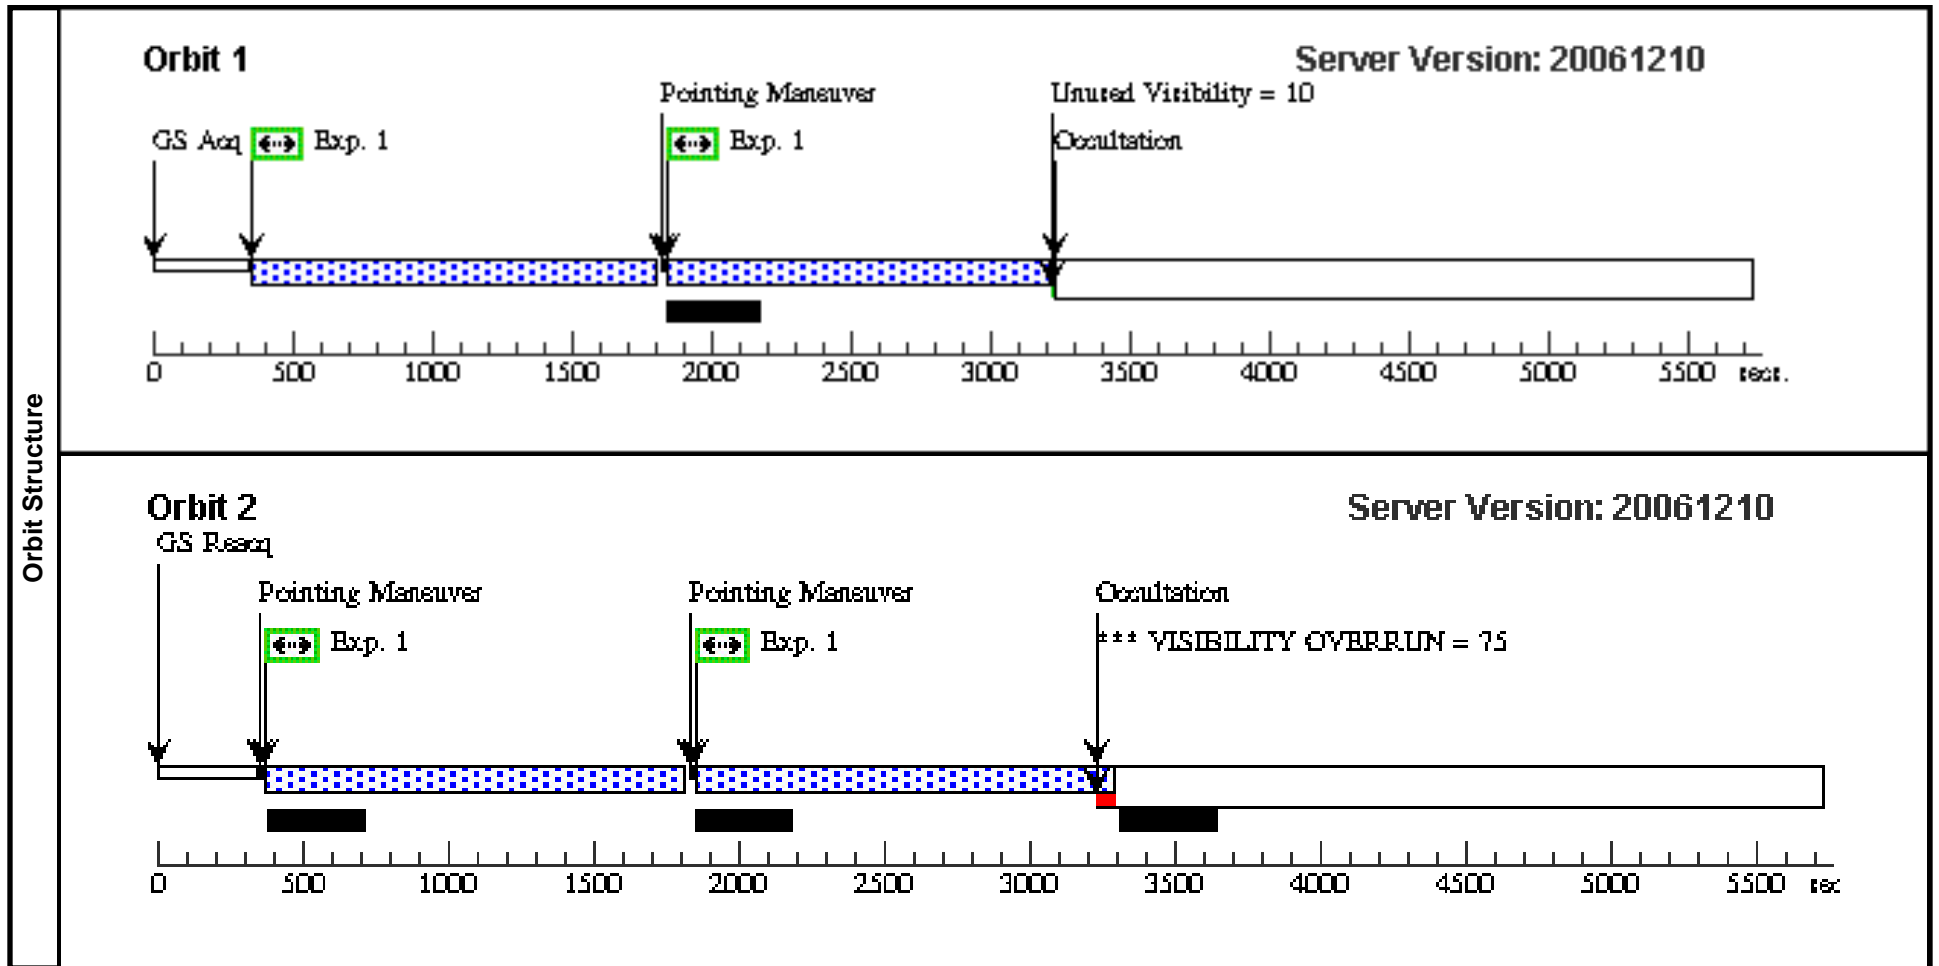 Orbit Structure
Orbit 1
Server Version: 20061210
Pointing Maneuver
Unused Visibility = 10
GS Acq
Exp. 1
Exp. 1
Occultation
0 500 1000 1500 2000 2500 3000 3500 4000 4500 5000 5500 secs.
Orbit 2
Server Version: 20061210
GS Reacq
Pointing Maneuver
Pointing Maneuver
Occultation
Exp. 1
Exp. 1
*** VISIBILITY OVERRUN = 75
0 500 1000 1500 2000 2500 3000 3500 4000 4500 5000 5500 sec